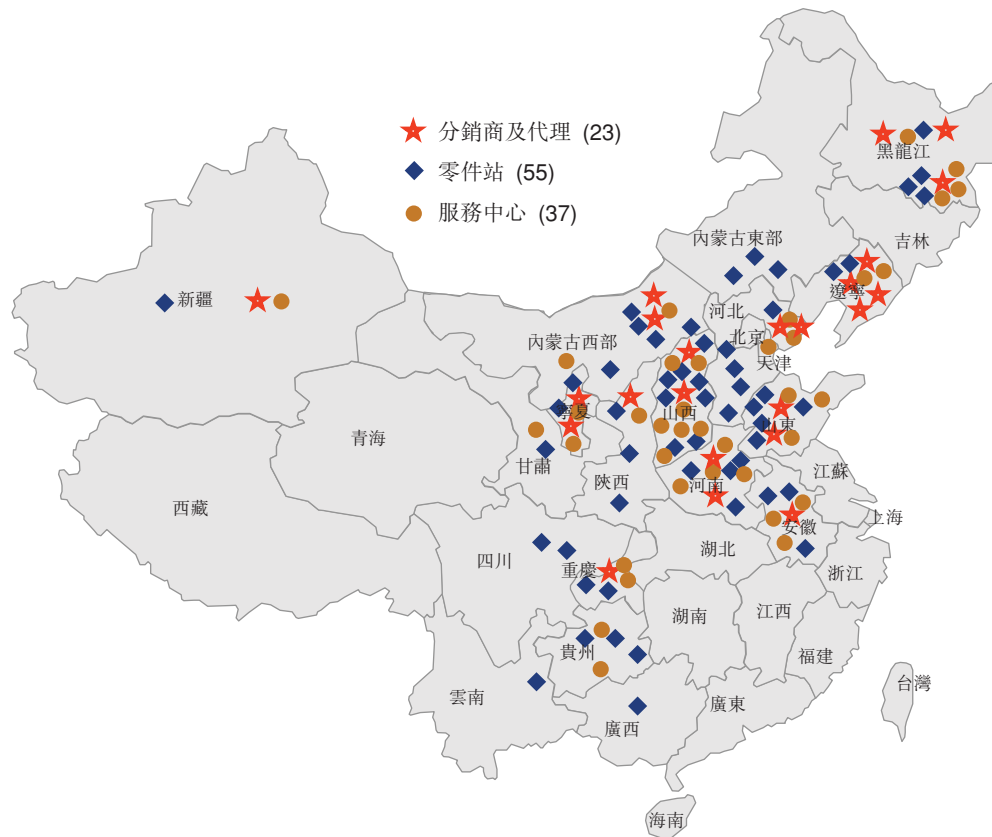 分銷商及代理 (23)
零件站 (55)
服務中心 (37)
黑龍江
吉林
內蒙古東部
遼寧
新疆
河北
北京
天津
內蒙古西部
寧夏
山西
山東
青海
甘肅
陝西
河南
江蘇
西藏
安徽
上海
四川
重慶
湖北
浙江
湖南
江西
貴州
福建
雲南
廣西
廣東
台灣
海南